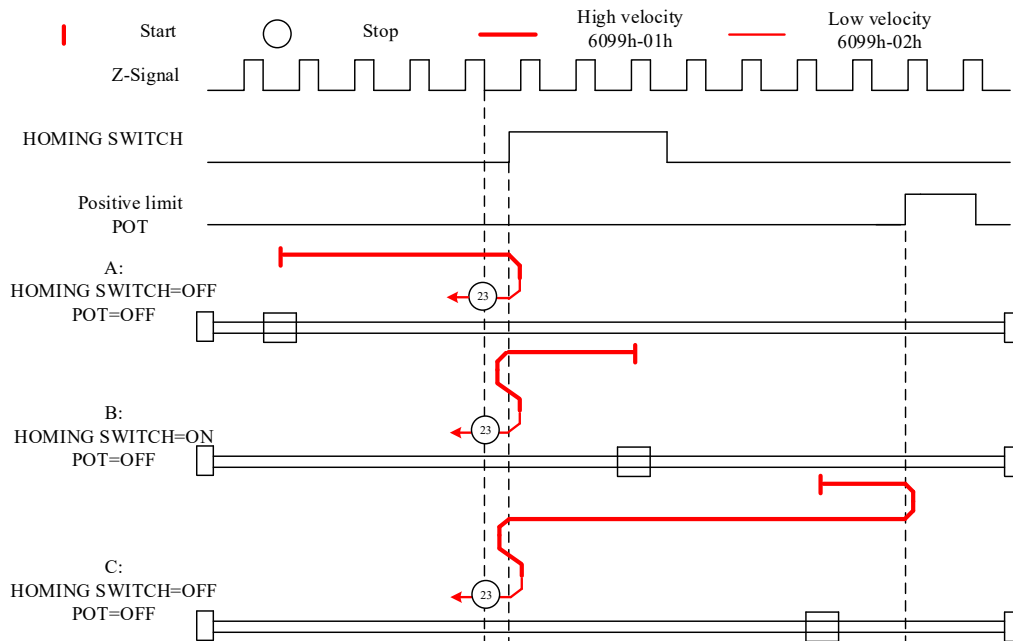 Start
Stop
High velocity
6099h-01h
Low velocity
6099h-02h
Z-Signal
HOMING SWITCH
Positive limit
POT
A:
HOMING SWITCH=OFF
POT=OFF
23
B:
HOMING SWITCH=ON
POT=OFF
23
C:
HOMING SWITCH=OFF
POT=OFF
23